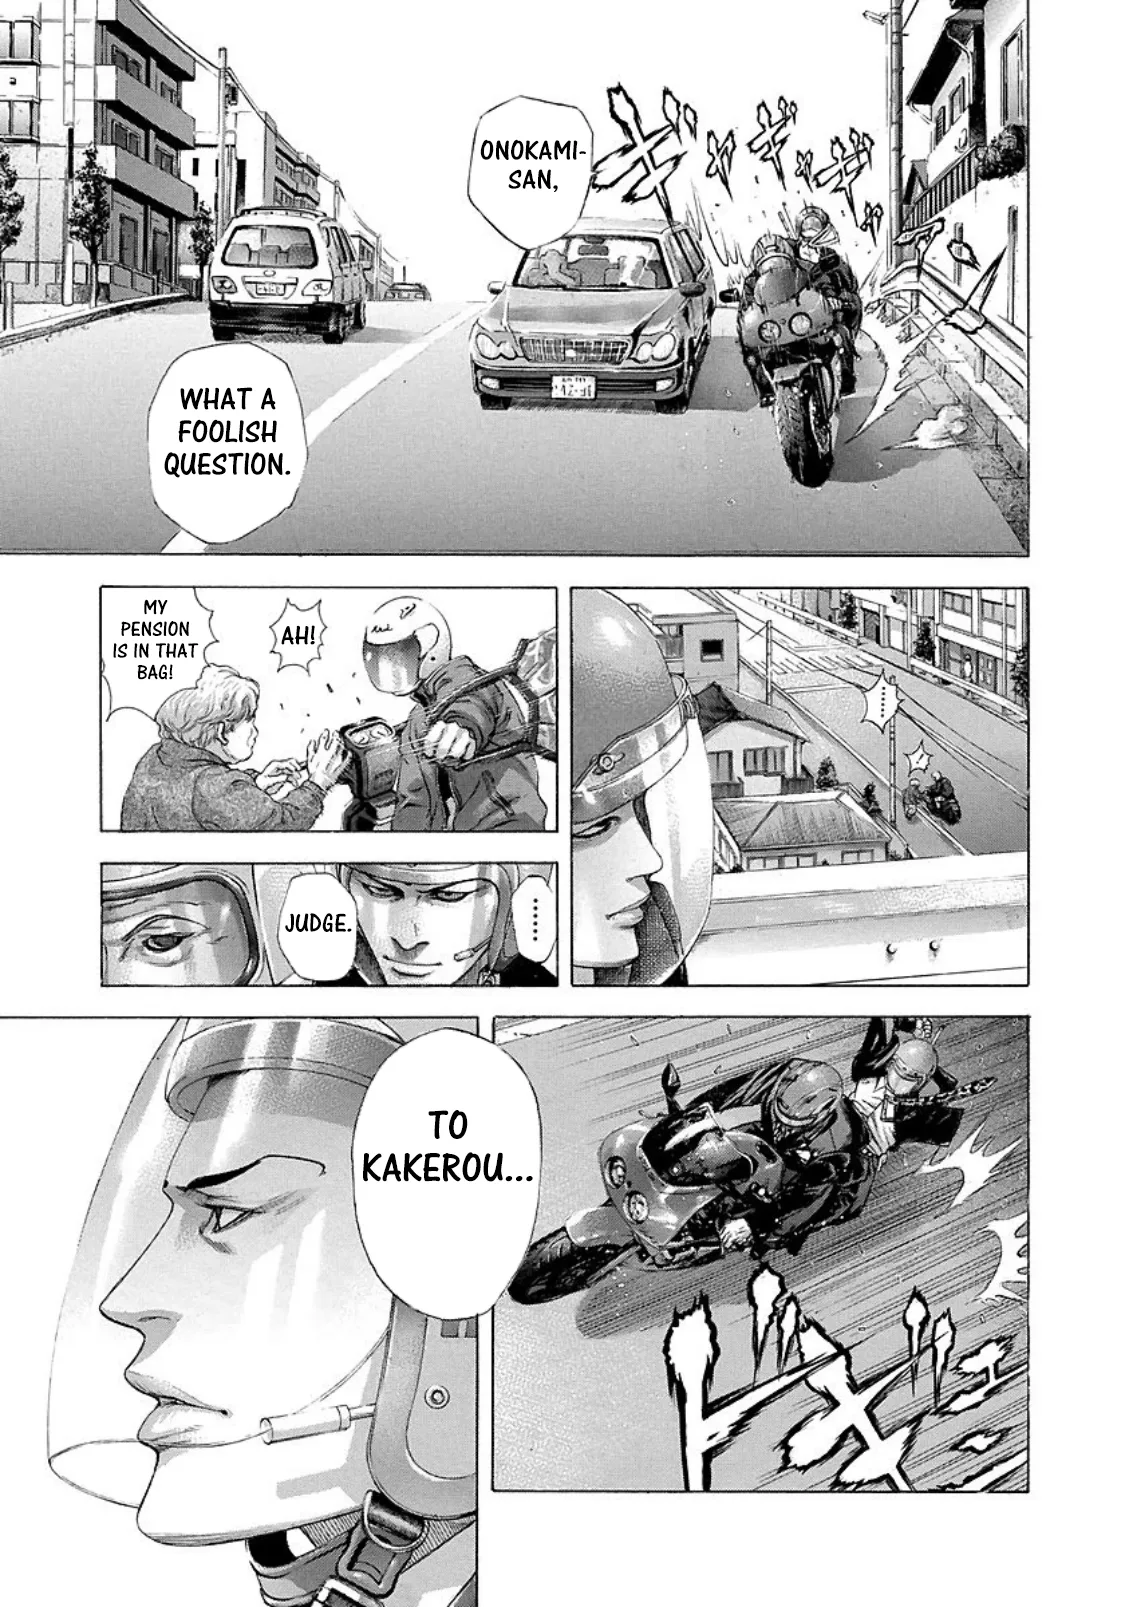 ONOKAMI-
SAN,
WHAT A
FOOLISH
QUESTION.
………
!
AH!
MY
PENSION
IS IN THAT
BAG!
………
JUDGE.
TO
KAKEROU...